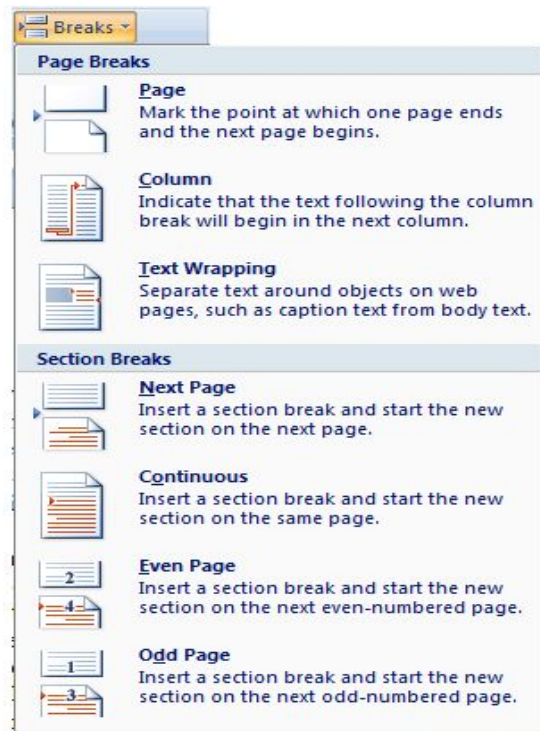 Breaks
Page Breaks
Page
Mark the point at which one page ends
and the next page begins.
Column
Indicate that the text following the column
break will begin in the next column.
Text Wrapping
Separate text around objects on web
pages, such as caption text from body text.
Section Breaks
Next Page
Insert a section break and start the new
section on the next page.
Continuous
Insert a section break and start the new
section on the same page.
2
4
Even Page
Insert a section break and start the new
section on the next even-numbered page.
1
3
Odd Page
Insert a section break and start the new
section on the next odd-numbered page.